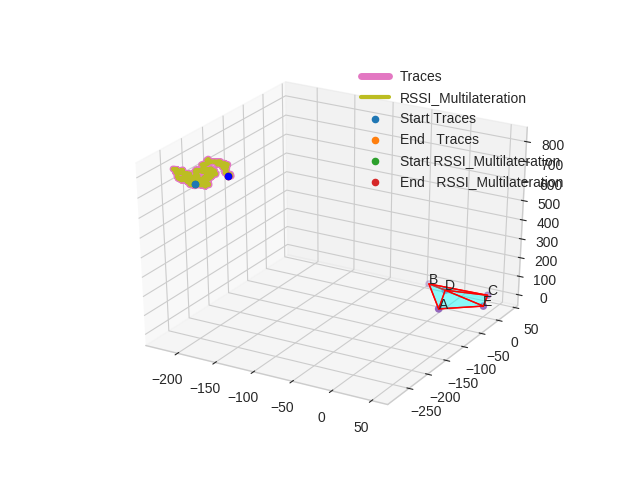 Traces
RSSI_Multilateration
Start Traces
End Traces
Start RSSI_Multilateration
End RSSI_Multilateration
800
700
600
500
400
300
200
100
0
B
D
C
A
E
50
0
−50
−100
−150
−200
−250
−200
−150
−100
−50
0
50